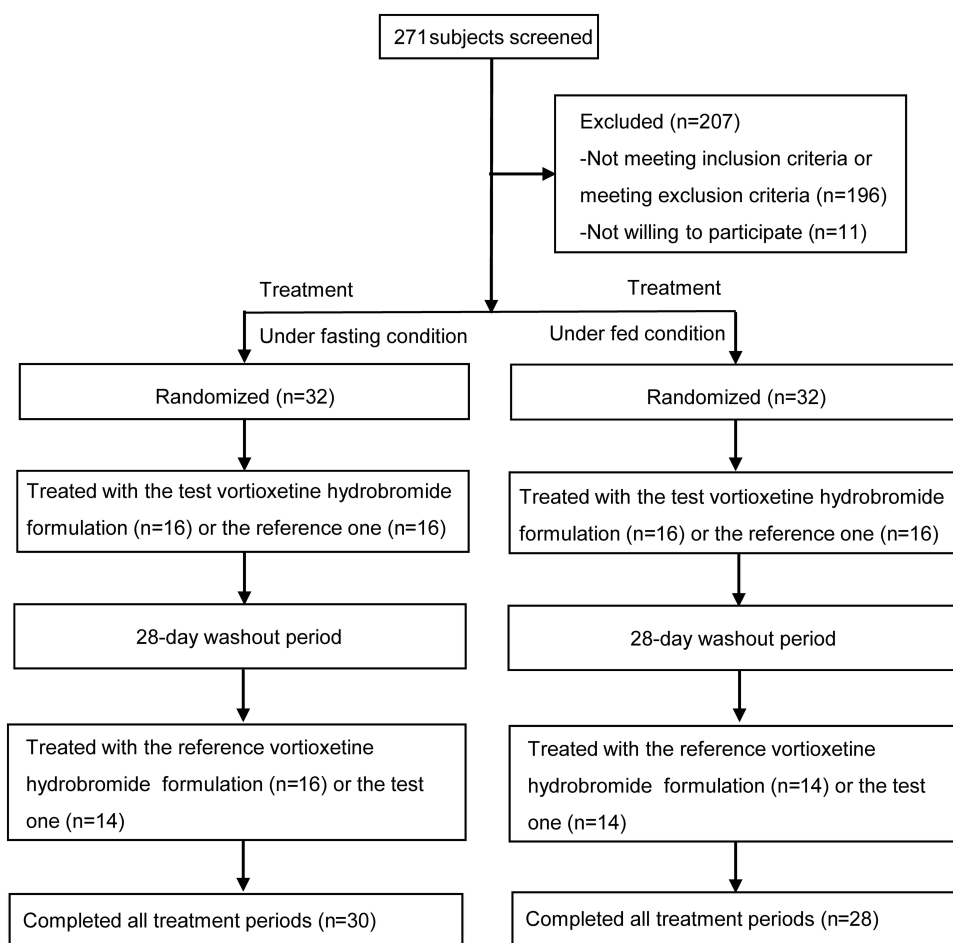 271 subjects screened
Excluded (n=207)
-Not meeting inclusion criteria or
meeting exclusion criteria (n=196)
-Not willing to participate (n=11)
Treatment
Under fasting condition
Treatment
Under fed condition
Randomized (n=32)
Randomized (n=32)
Treated with the test vortioxetine hydrobromide
formulation (n=16) or the reference one (n=16)
Treated with the test vortioxetine hydrobromide
formulation (n=16) or the reference one (n=16)
28-day washout period
28-day washout period
Treated with the reference vortioxetine
hydrobromide formulation (n=16) or the test
one (n=14)
Treated with the reference vortioxetine
hydrobromide formulation (n=14) or the test
one (n=14)
Completed all treatment periods (n=30)
Completed all treatment periods (n=28)